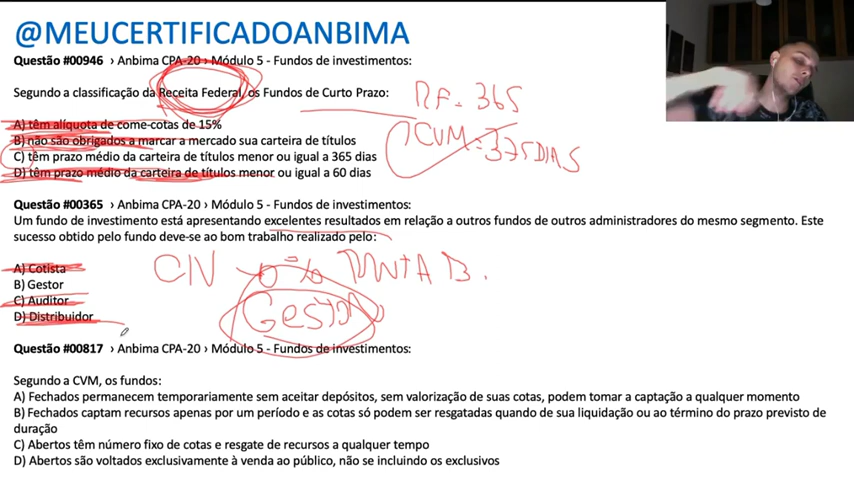 @MEUCERTIFICADOANBIMA
Questão #00946 › Anbima CPA-20 › Módulo 5 - Fundos de investimentos:
Segundo a classificação da Receita Federal, os Fundos de Curto Prazo:
RF = 365
A) têm alíquota de come-cotas de 15%
B) não são obrigados a marcar a mercado sua carteira de títulos
CVM = 375 DIAS
C) têm prazo médio da carteira de títulos menor ou igual a 365 dias
D) têm prazo médio da carteira de títulos menor ou igual a 60 dias
Questão #00365 › Anbima CPA-20 › Módulo 5 - Fundos de investimentos:
Um fundo de investimento está apresentando excelentes resultados em relação a outros fundos de outros administradores do mesmo segmento. Este
sucesso obtido pelo fundo deve-se ao bom trabalho realizado pelo:
A) Cotista
B) Gestor
C) Auditor
D) Distribuidor
Questão #00817 › Anbima CPA-20 › Módulo 5 - Fundos de investimentos:
Segundo a CVM, os fundos:
A) Fechados permanecem temporariamente sem aceitar depósitos, sem valorização de suas cotas, podem tomar a captação a qualquer momento
B) Fechados captam recursos apenas por um período e as cotas só podem ser resgatadas quando de sua liquidação ou ao término do prazo previsto de
duração
C) Abertos têm número fixo de cotas e resgate de recursos a qualquer tempo
D) Abertos são voltados exclusivamente à venda ao público, não se incluindo os exclusivos